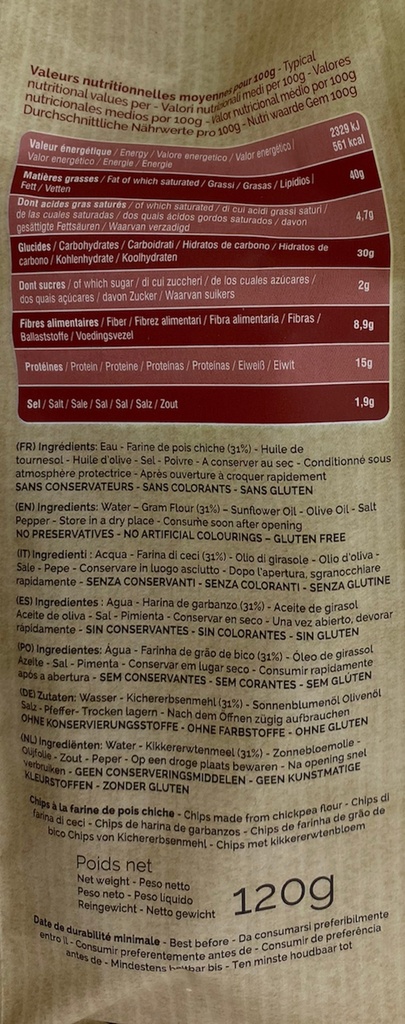 Valeurs nutritionnelles moyennes pour 100g - Typical
nutritional values per - Valori nutrizionali medi per 100g - Valores
nutricionales medios por 100g - Valor nutricional médio por 100g
Durchschnittliche Nährwerte pro 100g - Nutri waarde Gem 100g
Valeur énergétique / Energy / Valore energetico / Valor energético /
Valor energético / Energie / Energie
2329 kJ
561 kcal
Matières grasses / Fat of which saturated / Grassi / Grasas / Lipidios /
Fett / Vetten
40g
Dont acides gras saturés / of which saturated / di cui acidi grassi saturi /
de las cuales saturadas / dos quais ácidos gordos saturados / davon
gesättigte Fettsäuren / Waarvan verzadigd
4,7g
Glucides / Carbohydrates / Carboidrati / Hidratos de carbono / Hidratos de
carbono / Kohlenhydrate / Koolhydraten
30g
Dont sucres / of which sugar / di cui zuccheri / de los cuales azúcares /
dos quais açúcares / davon Zucker / Waarvan suikers
2g
Fibres alimentaires / Fiber / Fibrez alimentari / Fibra alimentaria / Fibras /
Ballaststoffe / Voedingsvezel
8,9g
Protéines / Protein / Proteine / Proteínas / Proteínas / Eiweiß / Eiwit
15g
Sel / Salt / Sale / Sal / Sal / Salz / Zout
1,9g
(FR) Ingrédients: Eau - Farine de pois chiche (31%) - Huile de
tournesol - Huile d'olive - Sel - Poivre - A conserver au sec - Conditionné sous
atmosphère protectrice - Après ouverture à croquer rapidement
SANS CONSERVATEURS - SANS COLORANTS - SANS GLUTEN
(EN) Ingredients: Water - Gram Flour (31%) - Sunflower Oil - Olive Oil - Salt
Pepper - Store in a dry place - Consume soon after opening
NO PRESERVATIVES - NO ARTIFICIAL COLOURINGS - GLUTEN FREE
(IT) Ingredienti : Acqua - Farina di ceci (31%) - Olio di girasole - Olio d'oliva -
Sale - Pepe - Conservare in luogo asciutto - Dopo l'apertura, sgranocchiare
rapidamente - SENZA CONSERVANTI - SENZA COLORANTI - SENZA GLUTINE
(ES) Ingredientes : Agua - Harina de garbanzo (31%) - Aceite de girasol
Aceite de oliva - Sal - Pimienta - Conservar en seco - Una vez abierto, devorar
rápidamente - SIN CONSERVANTES - SIN COLORANTES - SIN GLUTEN
(PO) Ingredientes: Água - Farinha de grão de bico (31%) - Óleo de girassol
Azeite - Sal - Pimenta - Conservar em lugar seco - Consumir rapidamente
após a abertura - SEM CONSERVANTES - SEM CORANTES - SEM GLÚTEN
(DE) Zutaten: Wasser - Kichererbsenmehl (31%) - Sonnenblumenöl Olivenöl
Salz - Pfeffer- Trocken lagern - Nach dem Öffnen zügig aufbrauchen
OHNE KONSERVIERUNGSSTOFFE - OHNE FARBSTOFFE - OHNE GLUTEN
(NL) Ingrediënten: Water - Kikkererwtenmeel (31%) - Zonnebloemolie -
Olijfolie - Zout - Peper - Op een droge plaats bewaren - Na opening snel
verbruiken - GEEN CONSERVERINGSMIDDELEN - GEEN KUNSTMATIGE
KLEURSTOFFEN - ZONDER GLUTEN
Chips à la farine de pois chiche - Chips made from chickpea flour - Chips di
farina di ceci - Chips de harina de garbanzos - Chips de farinha de grão de
bico Chips von Kichererbsenmehl - Chips met kikkererwtenbloem
Poids net
Net weight - Peso netto
Peso neto - Peso líquido
Reingewicht - Netto gewicht
120g
Date de durabilité minimale - Best before - Da consumarsi preferibilmente
entro il - Consumir preferentemente antes de - Consumir de preferência
antes de - Mindestens haltbar bis - Ten minste houdbaar tot